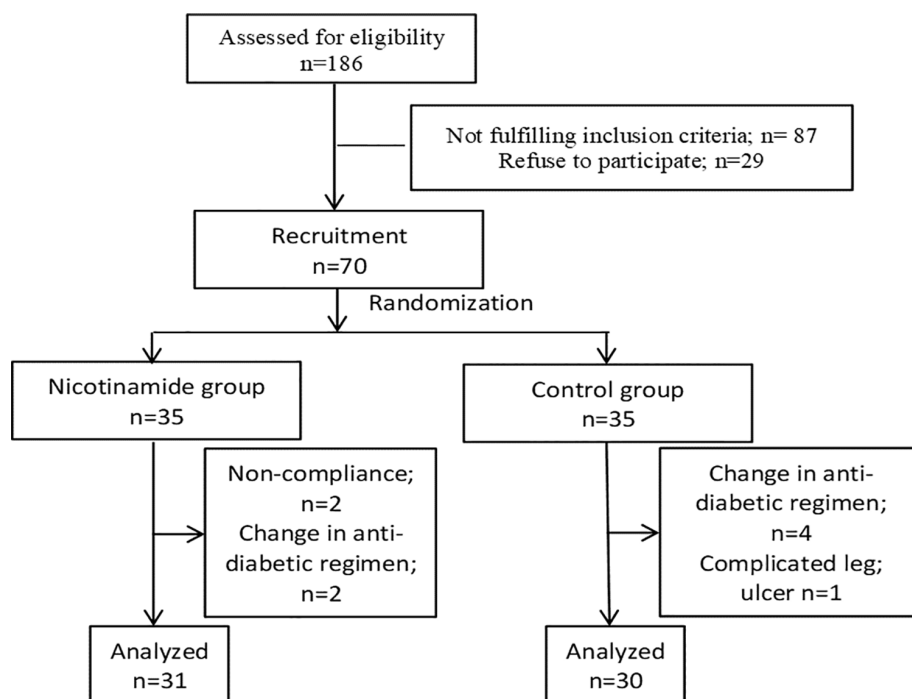 Assessed for eligibility
n=186
Not fulfilling inclusion criteria; n= 87
Refuse to participate; n=29
Recruitment
n=70
Randomization
Nicotinamide group
n=35
Control group
n=35
Non-compliance;
n=2
Change in anti-
diabetic regimen;
n=2
Change in anti-
diabetic regimen;
n=4
Complicated leg;
ulcer n=1
Analyzed
n=31
Analyzed
n=30